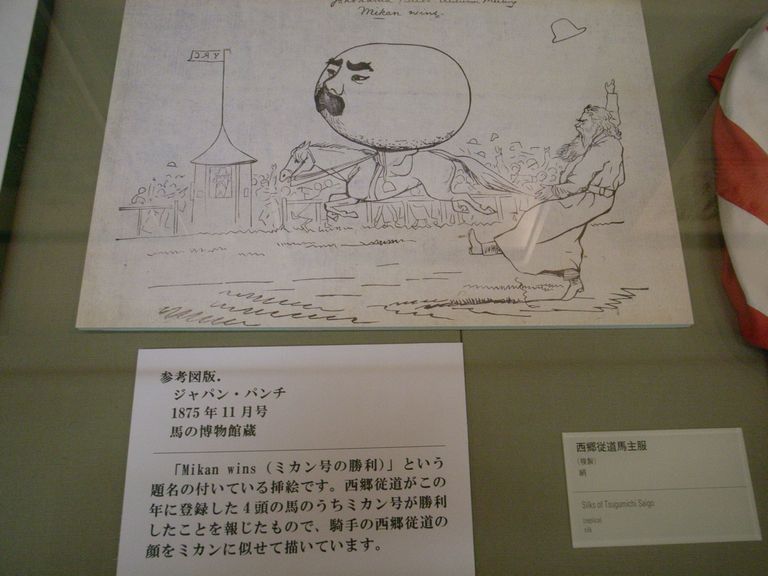 Mikan wins.
参考図版.
ジャパン・パンチ
1875年11月号
馬の博物館蔵
「Mikan wins（ミカン号の勝利）」という
題名の付いている挿絵です。西郷従道がこの
年に登録した4頭の馬のうちミカン号が勝利
したことを報じたもので、騎手の西郷従道の
顔をミカンに似せて描いています。
西郷従道馬主服
（複製）
絹
Silks of Tsugumichi Saigo
(replica)
silk